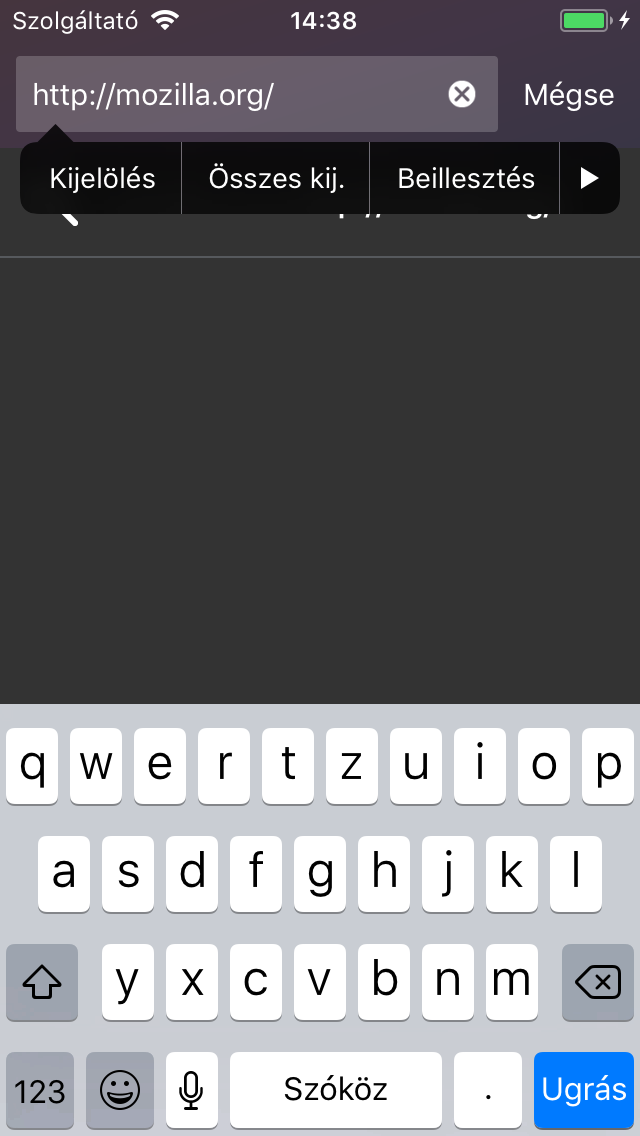 Szolgáltató 14:38
http://mozilla.org/ Mégse
Kijelölés Összes kij. Beillesztés
q w e r t z u i o p
a s d f g h j k l
y x c v b n m
123 Szóköz . Ugrás